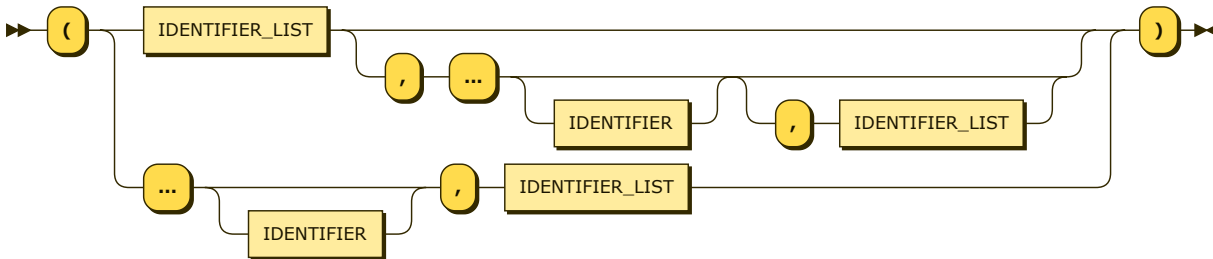 ( IDENTIFIER_LIST )
, ...
IDENTIFIER , IDENTIFIER_LIST
... , IDENTIFIER_LIST
IDENTIFIER